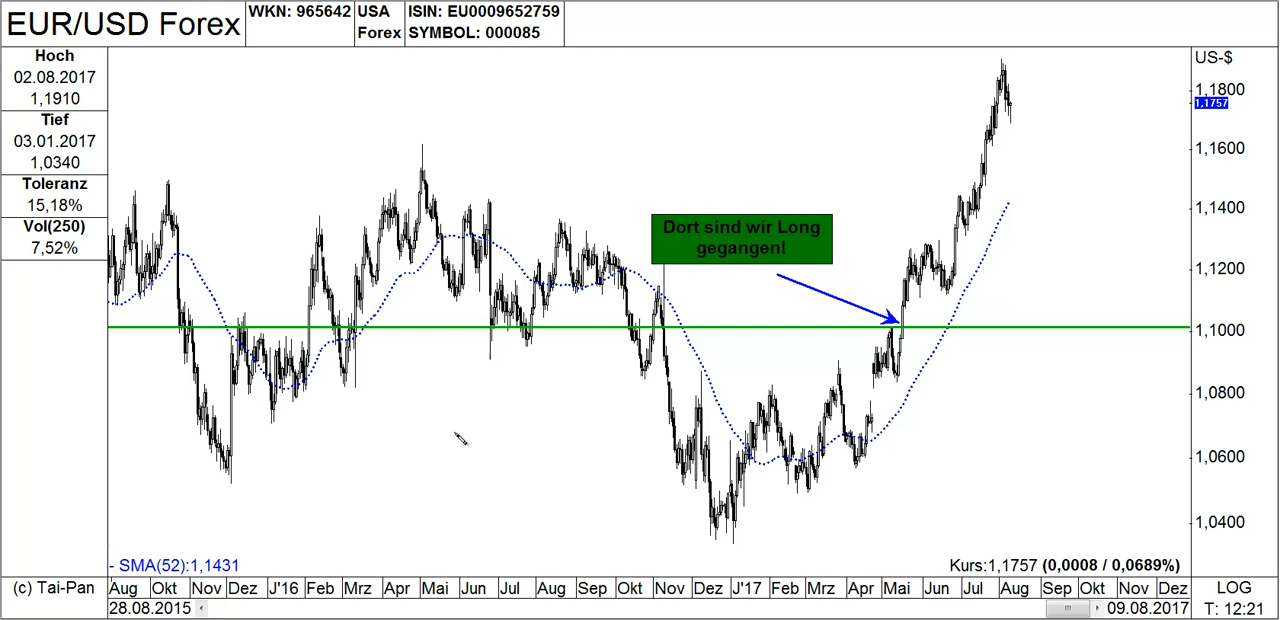 EUR/USD Forex
WKN: 965642
USA
Forex
ISIN: EU0009652759
SYMBOL: 000085
Hoch
02.08.2017
1,1910
Tief
03.01.2017
1,0340
Toleranz
15,18%
Vol(250)
7,52%
US-$
1,1800
1,1757
1,1600
1,1400
1,1200
1,1000
1,0800
1,0600
1,0400
Dort sind wir Long
gegangen!
- SMA(52):1,1431
Kurs:1,1757 (0,0008 / 0,0689%)
(c) Tai-Pan
Aug Okt Nov Dez J'16 Feb Mrz Apr Mai Jun Jul Aug Sep Okt Nov Dez J'17 Feb Mrz Apr Mai Jun Jul Aug Sep Okt Nov Dez
LOG
28.08.2015
09.08.2017
T: 12:21